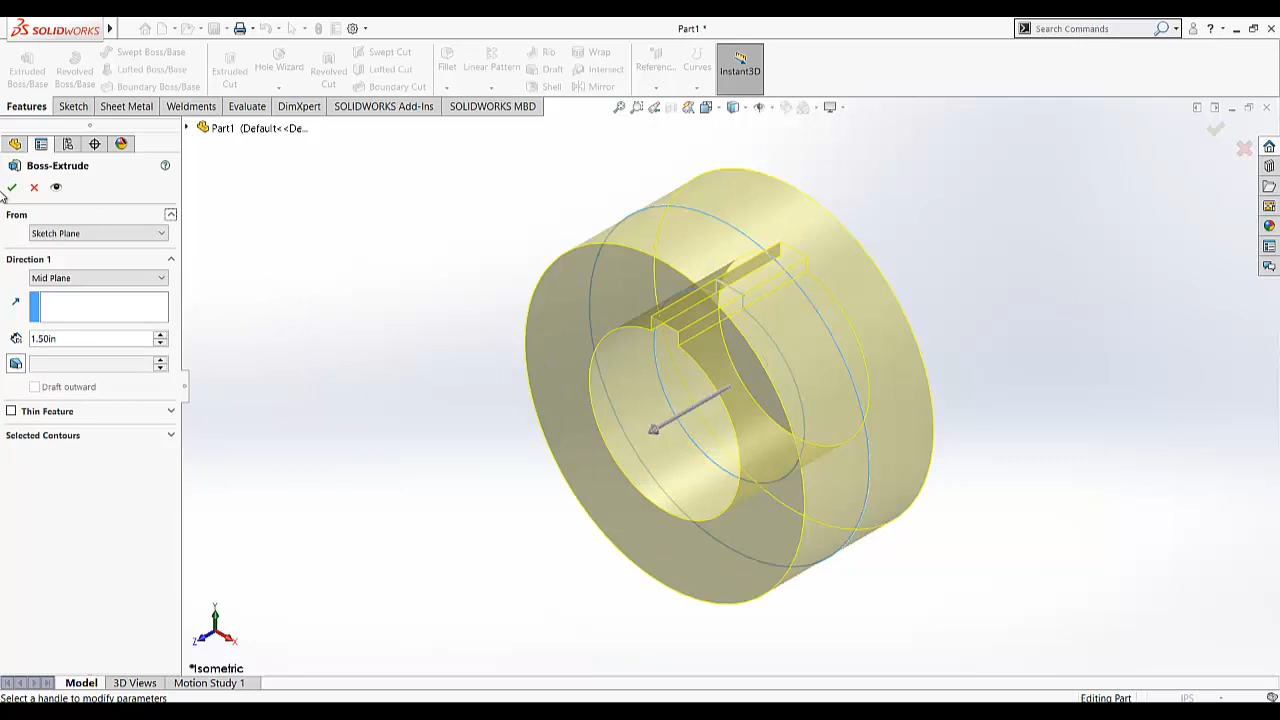 SOLIDWORKS
Part1 *
Search Commands
Extruded Boss/Base
Revolved Boss/Base
Swept Boss/Base
Lofted Boss/Base
Boundary Boss/Base
Extruded Cut
Hole Wizard
Revolved Cut
Swept Cut
Lofted Cut
Boundary Cut
Fillet
Linear Pattern
Rib
Draft
Shell
Wrap
Intersect
Mirror
Referenc...
Curves
Instant3D
Features Sketch Sheet Metal Weldments Evaluate DimXpert SOLIDWORKS Add-Ins SOLIDWORKS MBD
Part1 (Default<<De...
Boss-Extrude
From
Sketch Plane
Direction 1
Mid Plane
1.50in
Draft outward
Thin Feature
Selected Contours
Y
Z
X
*Isometric
Model 3D Views Motion Study 1
Select a handle to modify parameters
Editing Part
IPS